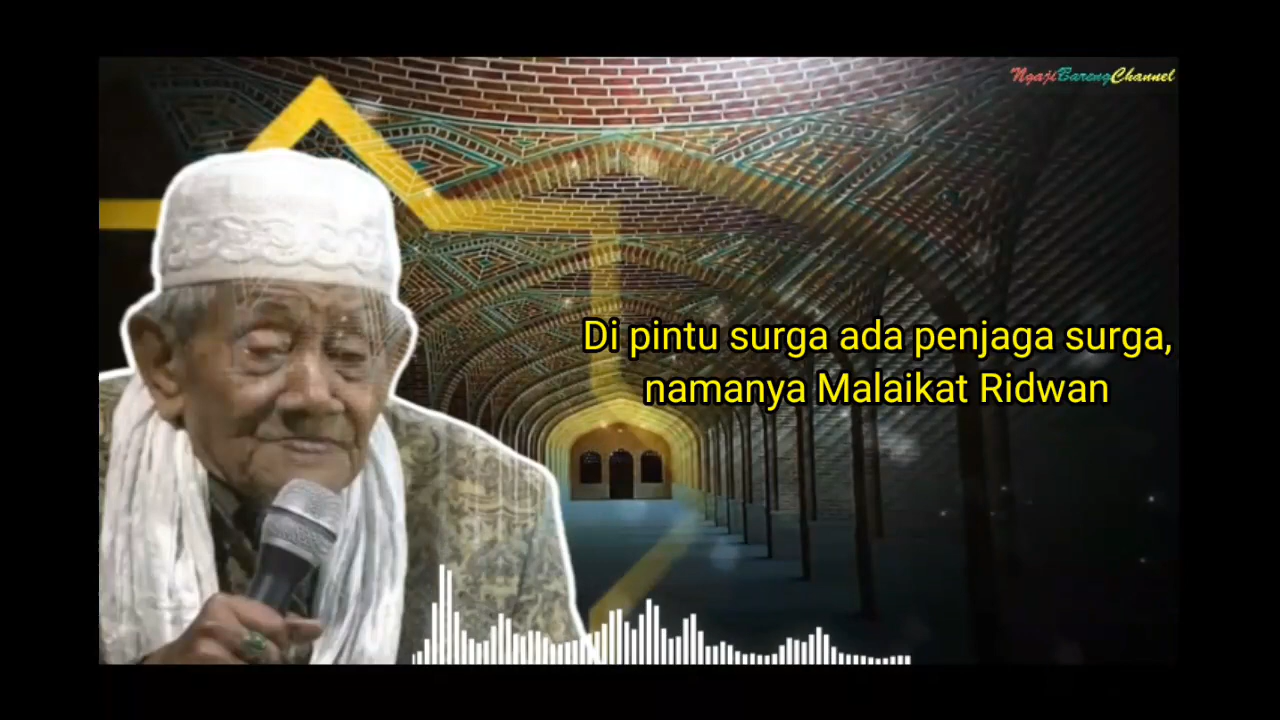 NgajiBarengChannel
Di pintu surga ada penjaga surga,
namanya Malaikat Ridwan